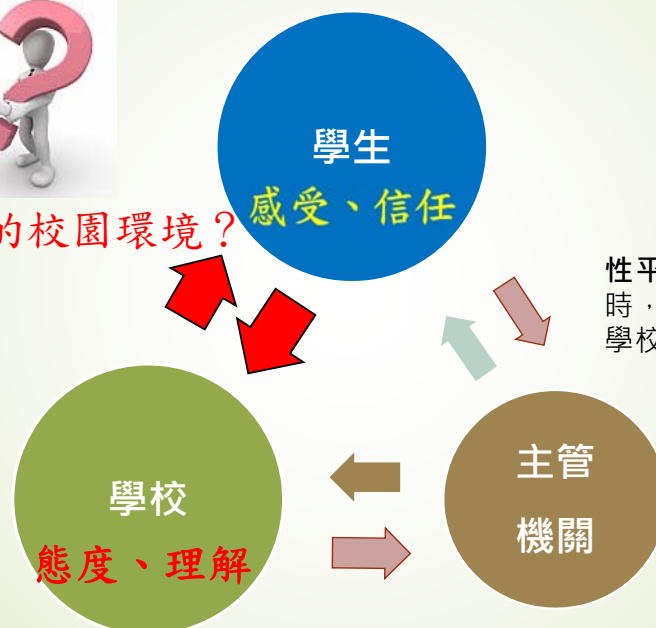 學生
感受、信任
的校園環境？
性平
時，
學校
學校
態度、理解
主管
機關